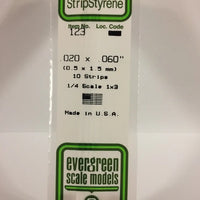 StripStyrene
Item No. Loc. Code
123
.020 x .060"
(0.5 x 1.5 mm)
10 Strips
1/4 Scale 1x3
Made in U.S.A.
evergreen
scale models